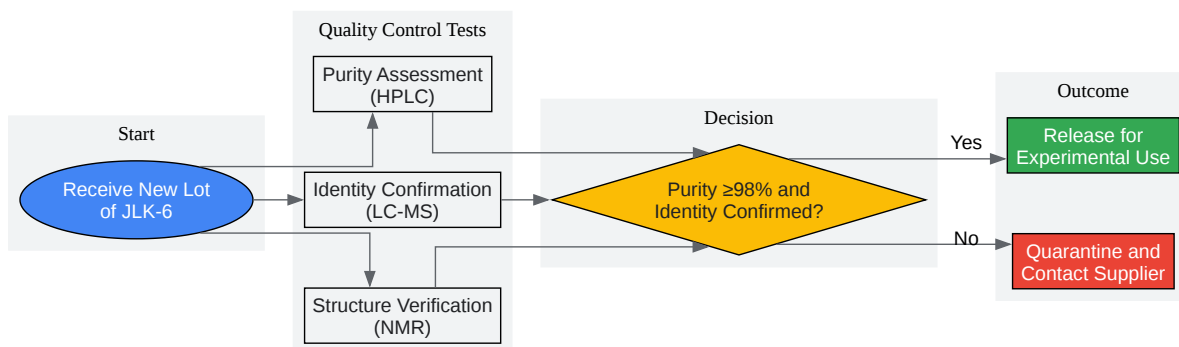 Start
Receive New Lot
of JLK-6
Quality Control Tests
Purity Assessment
(HPLC)
Identity Confirmation
(LC-MS)
Structure Verification
(NMR)
Decision
Purity ≥98% and
Identity Confirmed?
Yes
No
Outcome
Release for
Experimental Use
Quarantine and
Contact Supplier